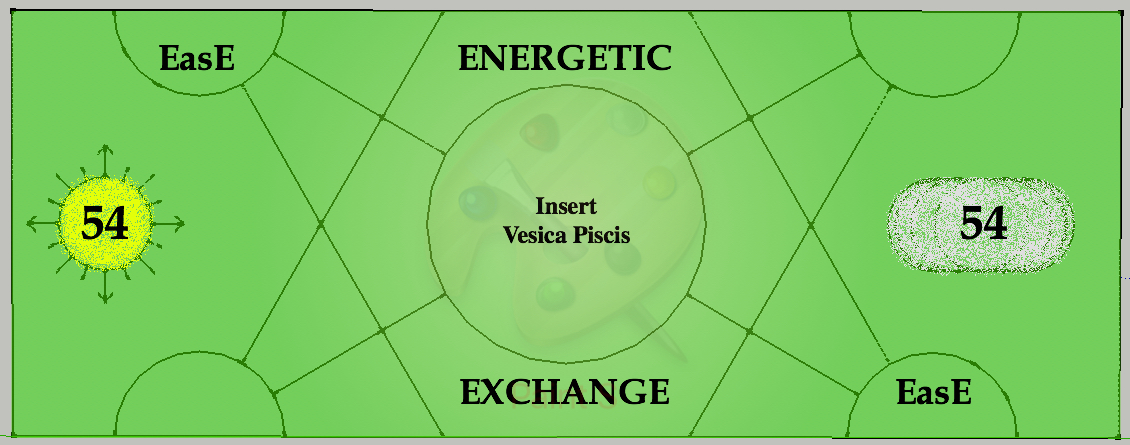 EasE
ENERGETIC
54
Insert
Vesica Piscis
54
EXCHANGE
EasE